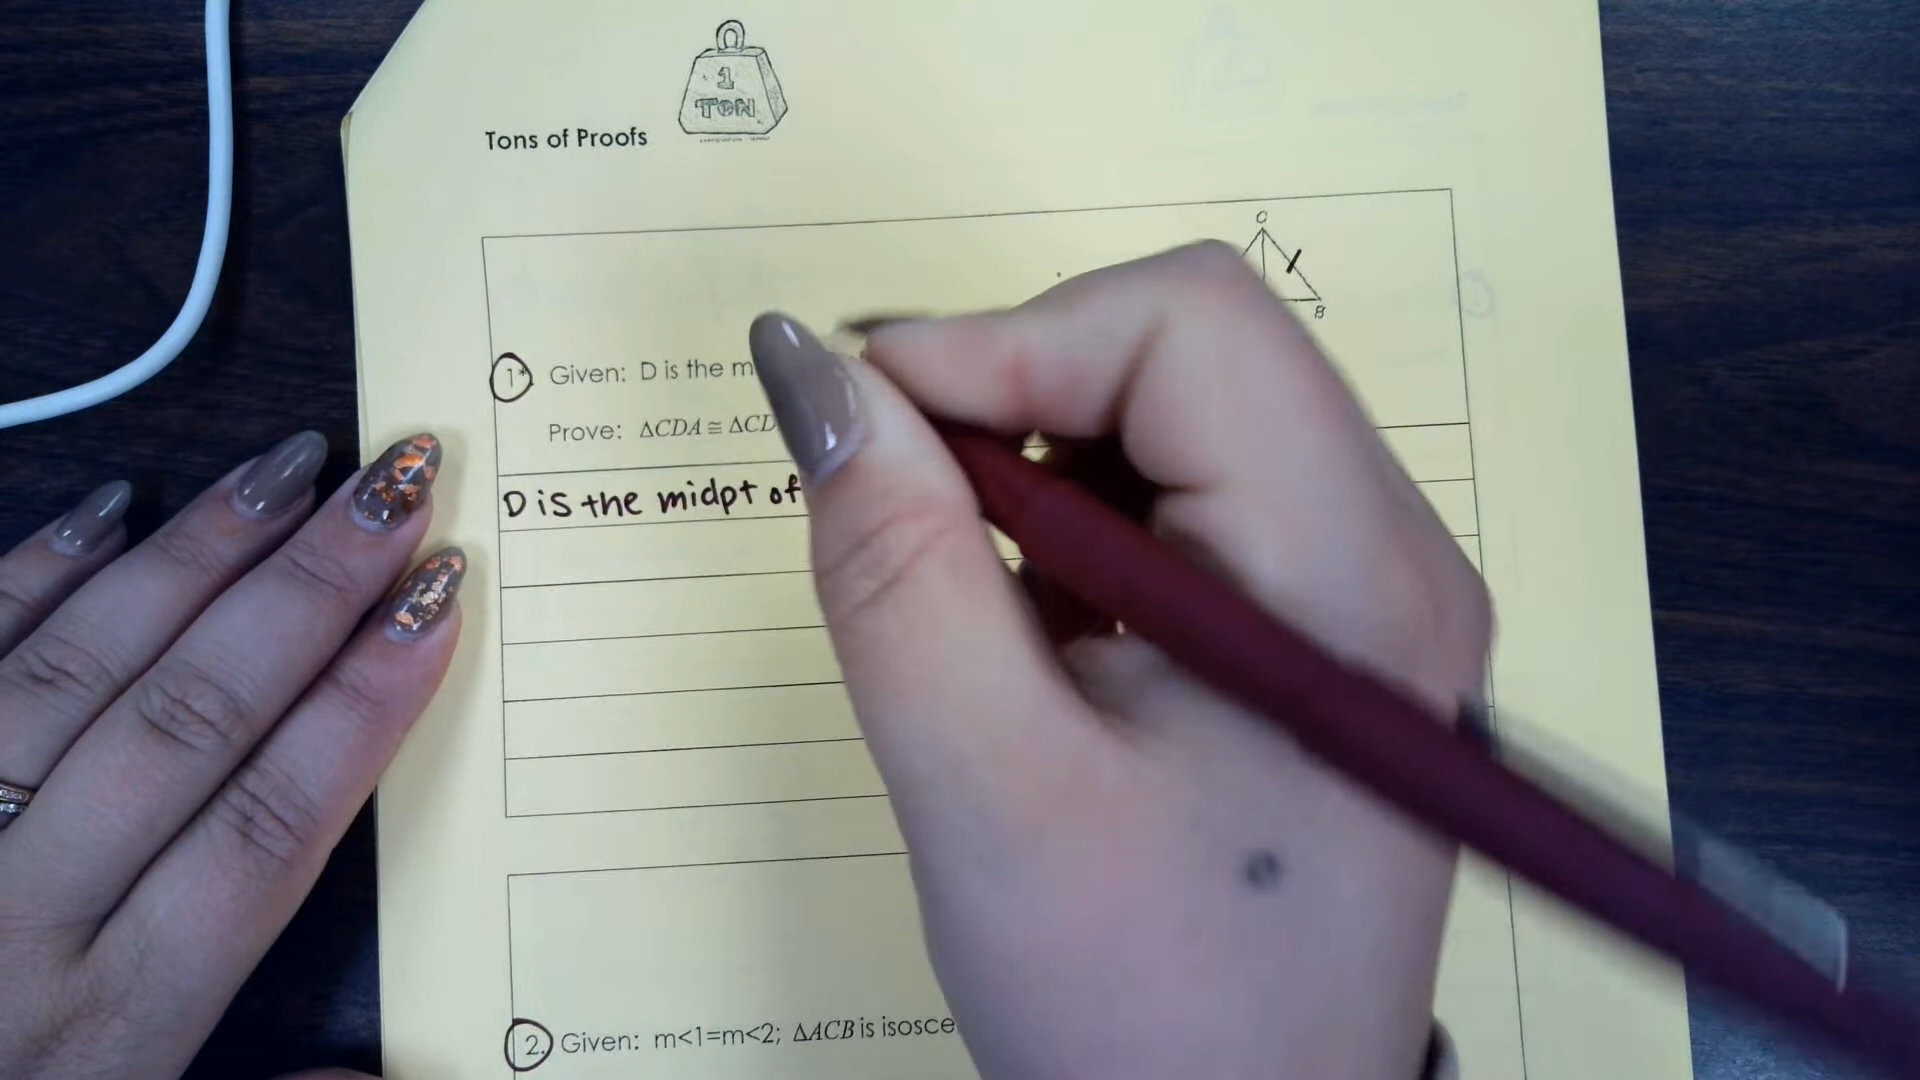 1
TON
Tons of Proofs
C
B
1* Given: D is the m
Prove: ΔCDA ≅ ΔCD
D is the midpt of
2. Given: m<1=m<2; ΔACB is isosce